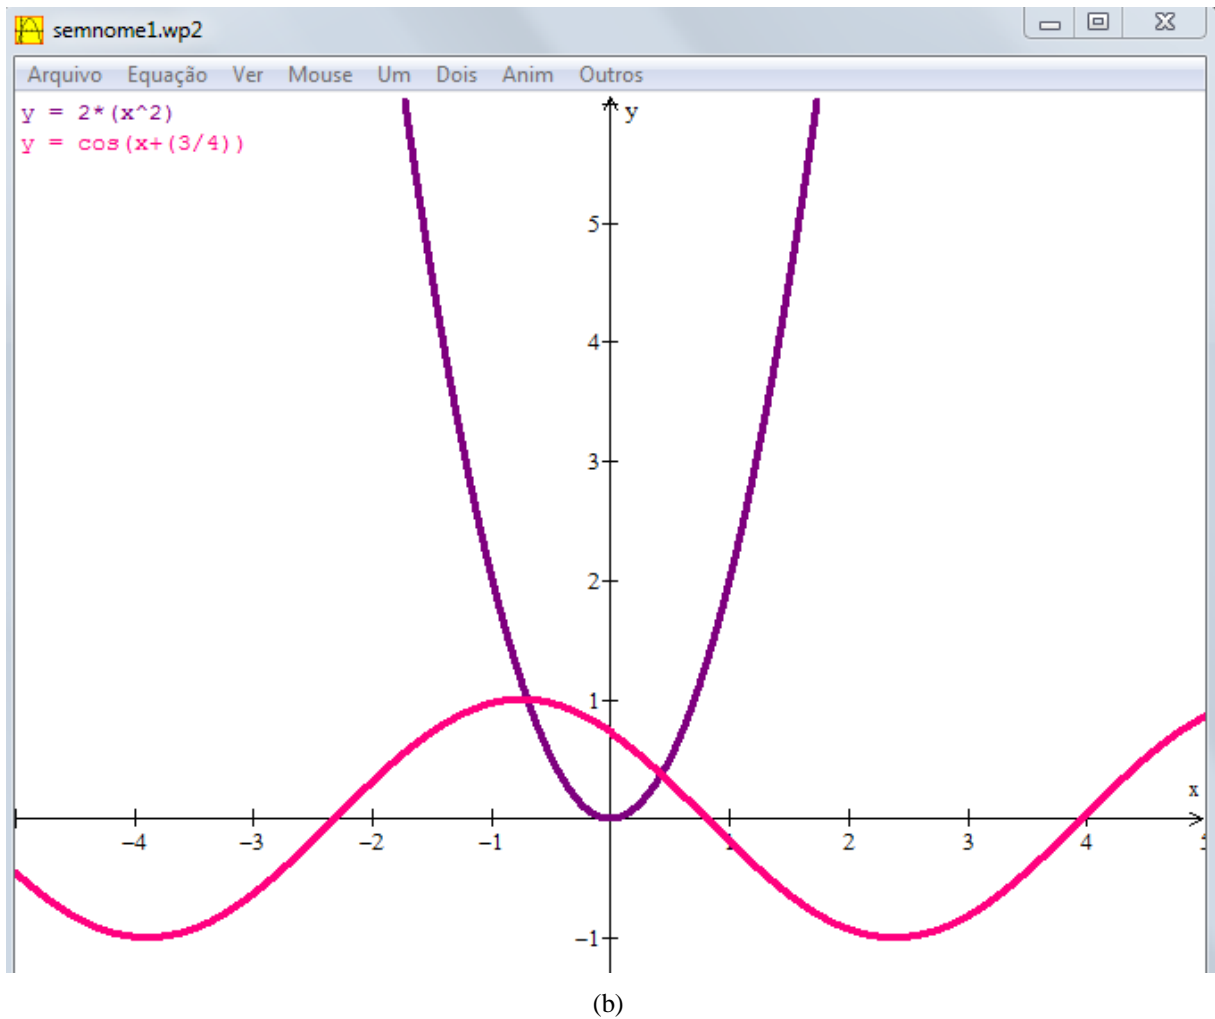 semnome1.wp2
Arquivo Equação Ver Mouse Um Dois Anim Outros
y = 2*(x^2)
y = cos(x+(3/4))
y
5
4
3
2
1
x
−4 −3 −2 −1 1 2 3 4 5
−1
(b)